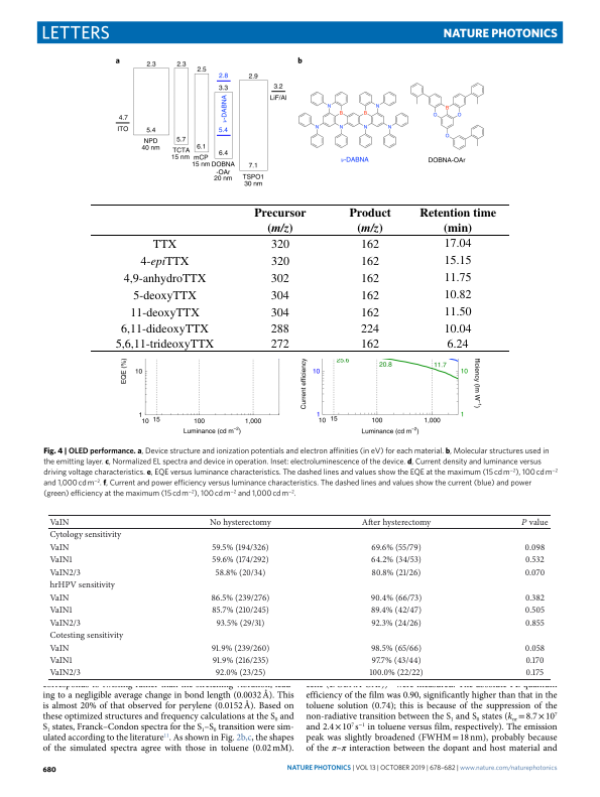 LETTERS
NATURE PHOTONICS
a
2.3
2.3
2.5
2.8
3.3
2.9
3.2
LiF/Al
4.7
ITO
ν-DABNA
5.4
5.4
5.7
6.1
6.4
7.1
NPD
40 nm
TCTA
15 nm
mCP
15 nm
DOBNA
-OAr
20 nm
TSPO1
30 nm
b
ν-DABNA
DOBNA-OAr
Precursor Product Retention time
(m/z) (m/z) (min)
TTX 320 162 17.04
4-epiTTX 320 162 15.15
4,9-anhydroTTX 302 162 11.75
5-deoxyTTX 304 162 10.82
11-deoxyTTX 304 162 11.50
6,11-dideoxyTTX 288 224 10.04
5,6,11-trideoxyTTX 272 162 6.24
EQE (%)
10
1
10 15 100 1,000
Luminance (cd m−2)
Current efficiency
10
1
25.6
20.8
11.7
10
1
10 15 100 1,000
Luminance (cd m−2)
fficiency (lm W−1)
Fig. 4 | OLED performance. a, Device structure and ionization potentials and electron affinities (in eV) for each material. b, Molecular structures used in
the emitting layer. c, Normalized EL spectra and device in operation. Inset: electroluminescence of the device. d, Current density and luminance versus
driving voltage characteristics. e, EQE versus luminance characteristics. The dashed lines and values show the EQE at the maximum (15 cd m−2), 100 cd m−2
and 1,000 cd m−2. f, Current and power efficiency versus luminance characteristics. The dashed lines and values show the current (blue) and power
(green) efficiency at the maximum (15 cd m−2), 100 cd m−2 and 1,000 cd m−2.
VaIN No hysterectomy After hysterectomy P value
Cytology sensitivity
VaIN 59.5% (194/326) 69.6% (55/79) 0.098
VaIN1 59.6% (174/292) 64.2% (34/53) 0.532
VaIN2/3 58.8% (20/34) 80.8% (21/26) 0.070
hrHPV sensitivity
VaIN 86.5% (239/276) 90.4% (66/73) 0.382
VaIN1 85.7% (210/245) 89.4% (42/47) 0.505
VaIN2/3 93.5% (29/31) 92.3% (24/26) 0.855
Cotesting sensitivity
VaIN 91.9% (239/260) 98.5% (65/66) 0.058
VaIN1 91.9% (216/235) 97.7% (43/44) 0.170
VaIN2/3 92.0% (23/25) 100.0% (22/22) 0.175
ing to a negligible average change in bond length (0.0032 Å). This
is almost 20% of that observed for perylene (0.0152 Å). Based on
these optimized structures and frequency calculations at the S0 and
S1 states, Franck–Condon spectra for the S1–S0 transition were sim-
ulated according to the literature31. As shown in Fig. 2b,c, the shapes
of the simulated spectra agree with those in toluene (0.02 mM).
efficiency of the film was 0.90, significantly higher than that in the
toluene solution (0.74); this is because of the suppression of the
non-radiative transition between the S1 and S0 states (knr = 8.7 × 10⁵
and 2.4 × 10⁷ s−1 in toluene versus film, respectively). The emission
peak was slightly broadened (FWHM = 18 nm), probably because
of the π–π interaction between the dopant and host material and
680
NATURE PHOTONICS | VOL 13 | OCTOBER 2019 | 678–682 | www.nature.com/naturephotonics